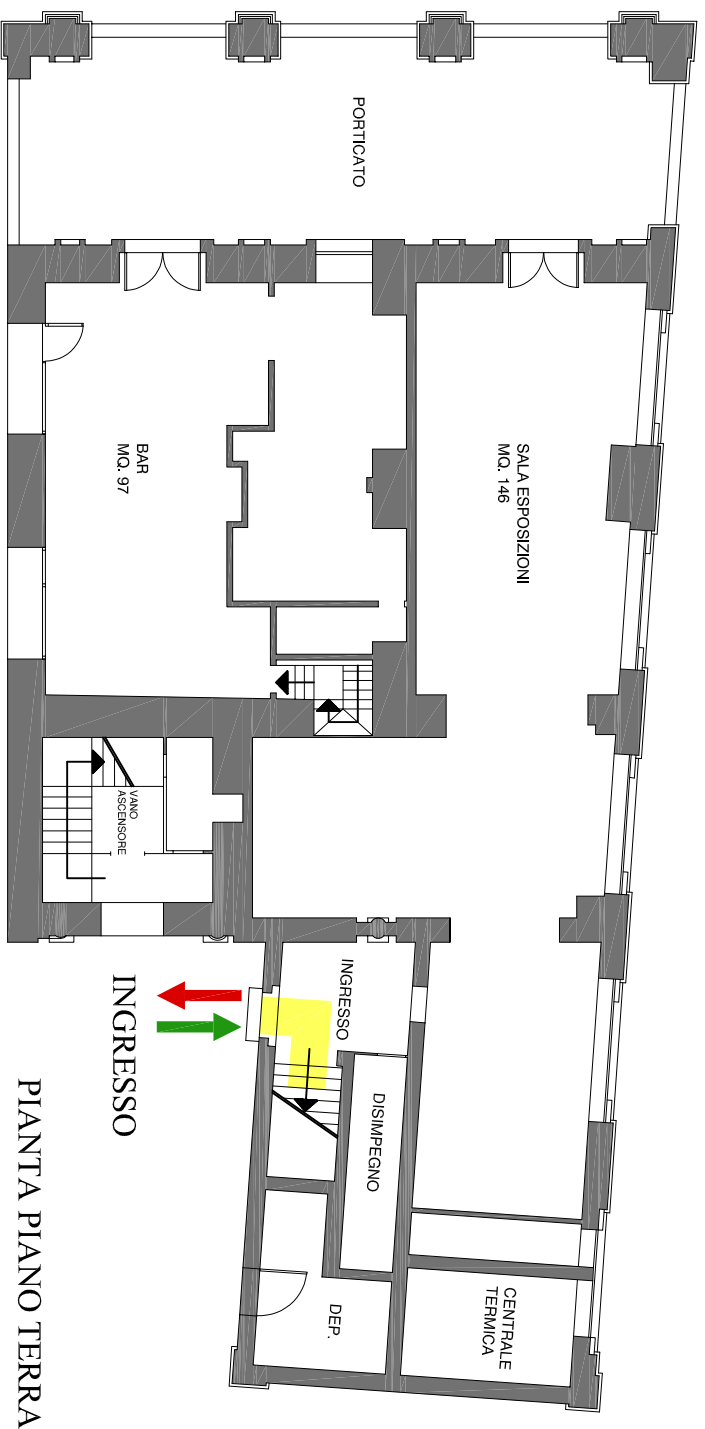 PORTICATO
SALA ESPOSIZIONI
MQ. 146
BAR
MQ. 97
VANO
ASCENSORE
INGRESSO
DISIMPEGNO
CENTRALE
TERMICA
DEP.
INGRESSO
PIANTA PIANO TERRA